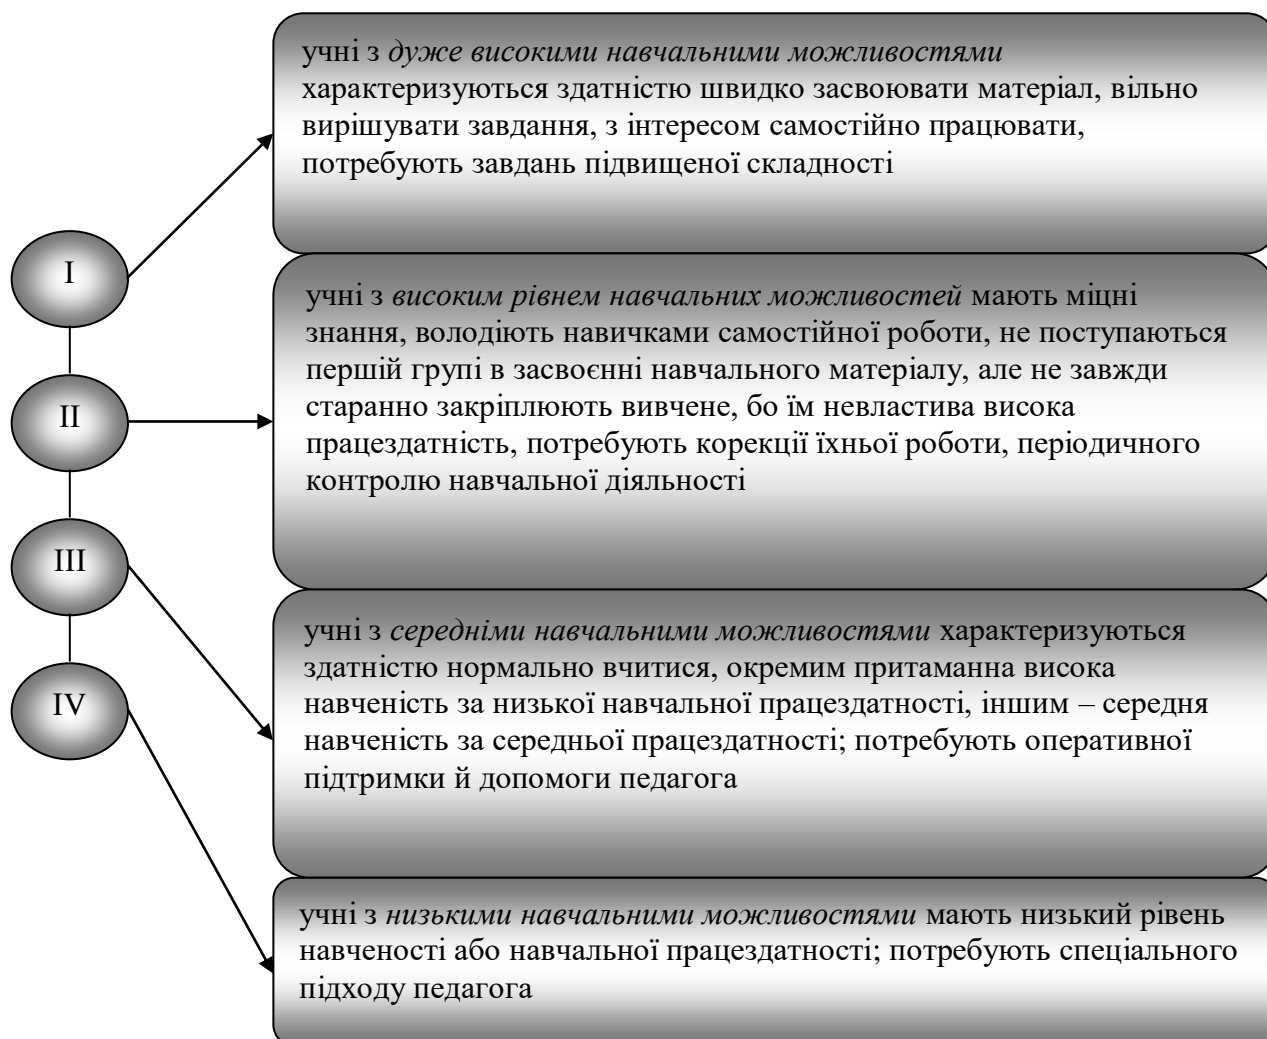 учні з дуже високими навчальними можливостями
характеризуються здатністю швидко засвоювати матеріал, вільно
вирішувати завдання, з інтересом самостійно працювати,
потребують завдань підвищеної складності
I
учні з високим рівнем навчальних можливостей мають міцні
знання, володіють навичками самостійної роботи, не поступаються
першій групі в засвоєнні навчального матеріалу, але не завжди
старанно закріплюють вивчене, бо їм невластива висока
працездатність, потребують корекції їхньої роботи, періодичного
контролю навчальної діяльності
II
III
учні з середніми навчальними можливостями характеризуються
здатністю нормально вчитися, окремим притаманна висока
навченість за низької навчальної працездатності, іншим – середня
навченість за середньої працездатності; потребують оперативної
підтримки й допомоги педагога
IV
учні з низькими навчальними можливостями мають низький рівень
навченості або навчальної працездатності; потребують спеціального
підходу педагога